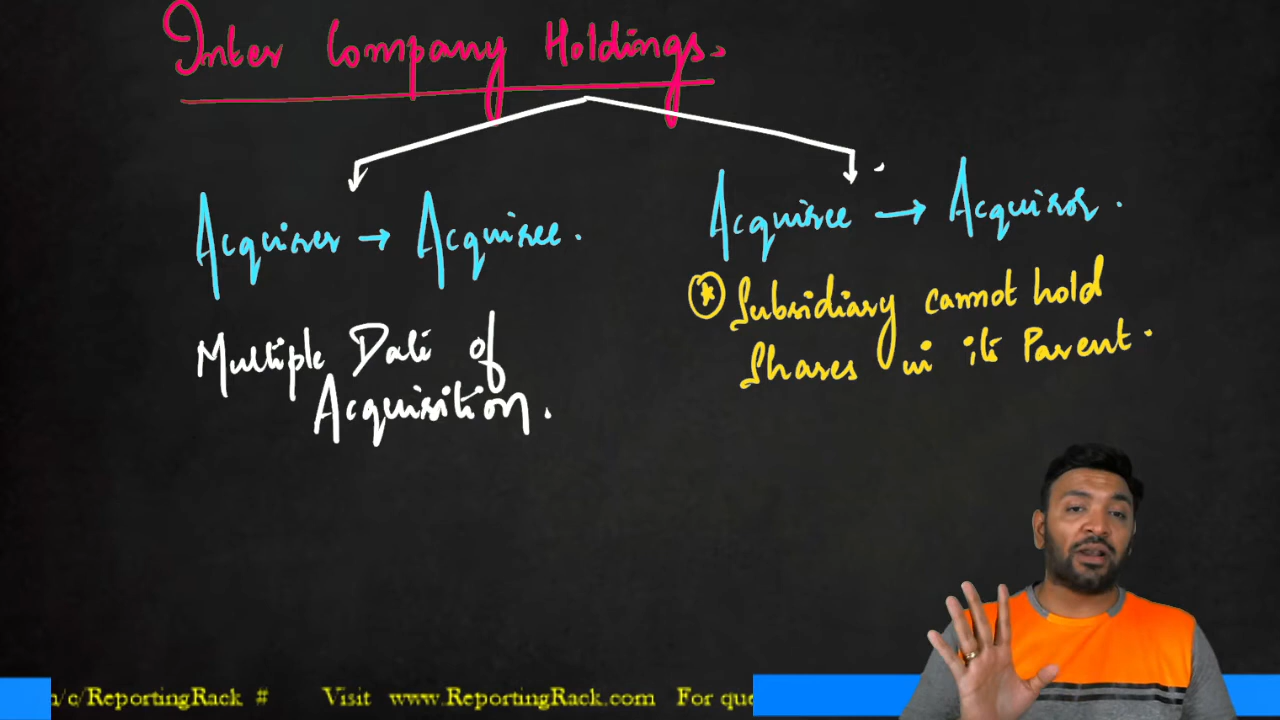 Inter Company Holdings.
Acquirer → Acquiree.
Multiple Date of
Acquisition.
Acquiree → Acquiror.
* Subsidiary cannot hold
Shares in its Parent.
n/c/ReportingRack # Visit www.ReportingRack.com For que